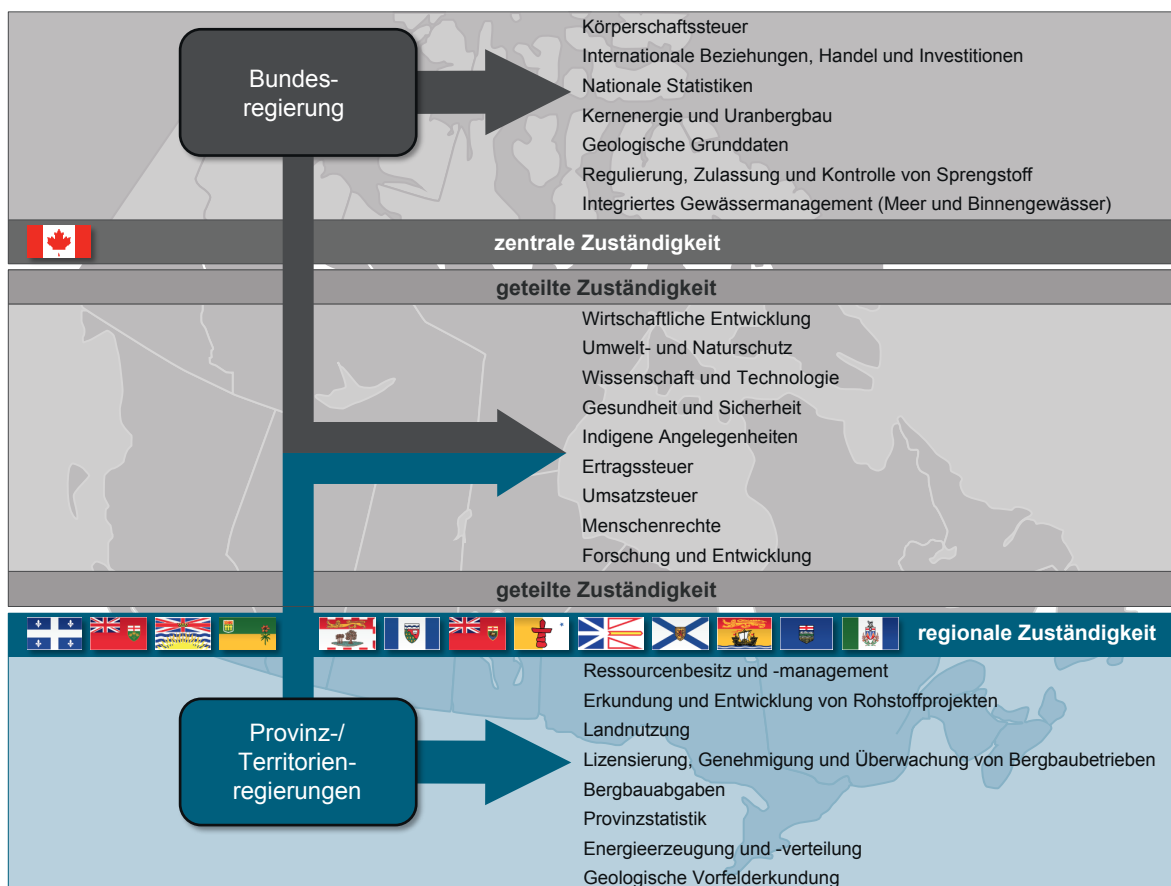 Bundes-
regierung
Körperschaftssteuer
Internationale Beziehungen, Handel und Investitionen
Nationale Statistiken
Kernenergie und Uranbergbau
Geologische Grunddaten
Regulierung, Zulassung und Kontrolle von Sprengstoff
Integriertes Gewässermanagement (Meer und Binnengewässer)
zentrale Zuständigkeit
geteilte Zuständigkeit
Wirtschaftliche Entwicklung
Umwelt- und Naturschutz
Wissenschaft und Technologie
Gesundheit und Sicherheit
Indigene Angelegenheiten
Ertragssteuer
Umsatzsteuer
Menschenrechte
Forschung und Entwicklung
geteilte Zuständigkeit
regionale Zuständigkeit
Provinz-/
Territorien-
regierungen
Ressourcenbesitz und -management
Erkundung und Entwicklung von Rohstoffprojekten
Landnutzung
Lizensierung, Genehmigung und Überwachung von Bergbaubetrieben
Bergbauabgaben
Provinzstatistik
Energieerzeugung und -verteilung
Geologische Vorfelderkundung